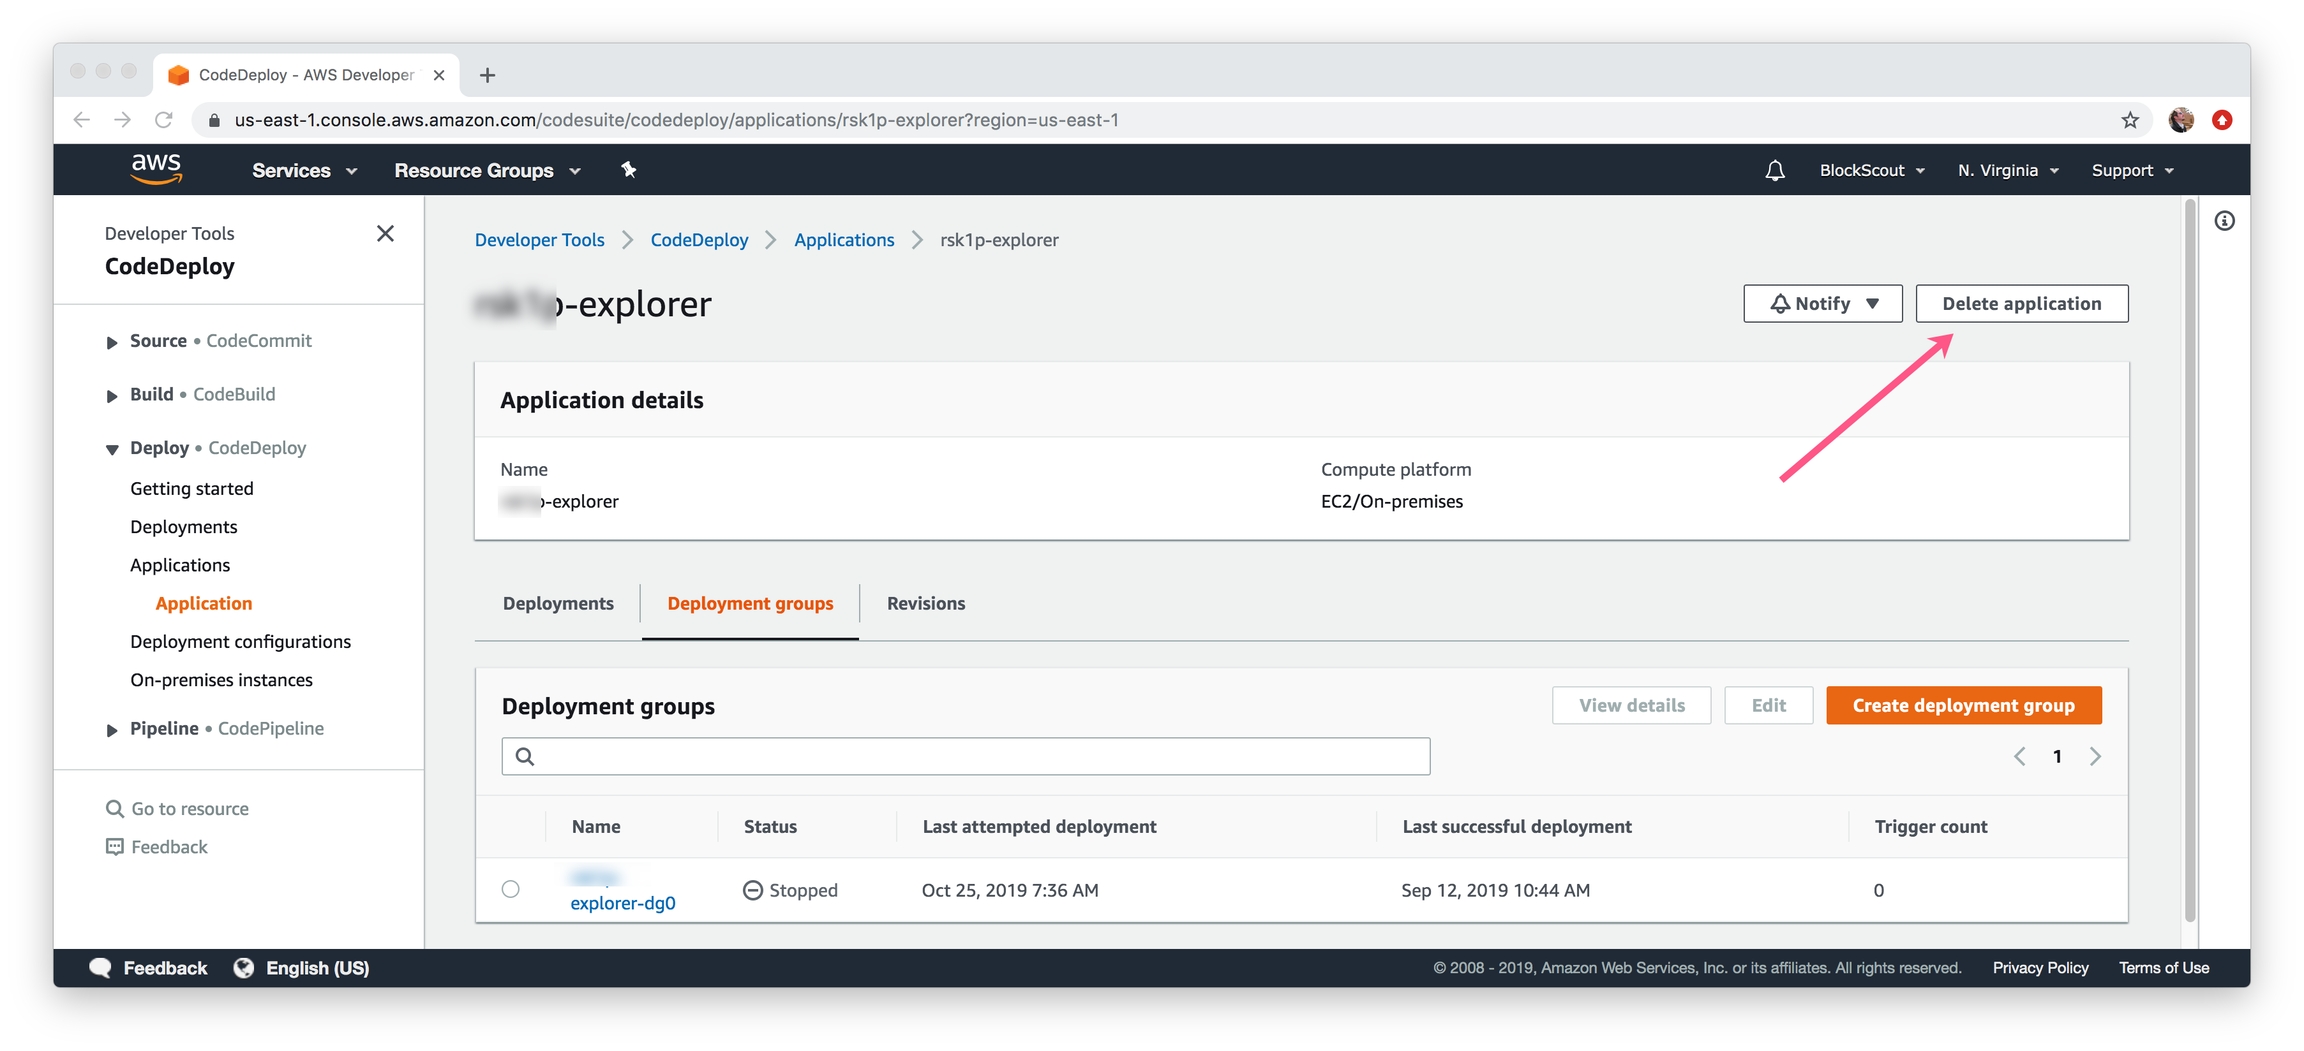 CodeDeploy - AWS Developer
us-east-1.console.aws.amazon.com/codesuite/codedeploy/applications/rsk1p-explorer?region=us-east-1
aws Services Resource Groups BlockScout N. Virginia Support
Developer Tools
CodeDeploy
Source • CodeCommit
Build • CodeBuild
Deploy • CodeDeploy
Getting started
Deployments
Applications
Application
Deployment configurations
On-premises instances
Pipeline • CodePipeline
Go to resource
Feedback
Developer Tools CodeDeploy Applications rsk1p-explorer
-explorer
Notify Delete application
Application details
Name Compute platform
-explorer EC2/On-premises
Deployments Deployment groups Revisions
Deployment groups View details Edit Create deployment group
1
Name Status Last attempted deployment Last successful deployment Trigger count
explorer-dg0 Stopped Oct 25, 2019 7:36 AM Sep 12, 2019 10:44 AM 0
Feedback English (US) © 2008 - 2019, Amazon Web Services, Inc. or its affiliates. All rights reserved. Privacy Policy Terms of Use